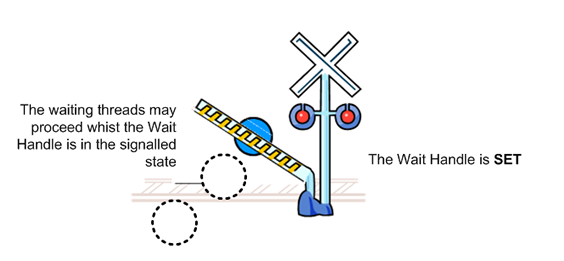 The waiting threads may
proceed whist the Wait
Handle is in the signalled
state
The Wait Handle is SET